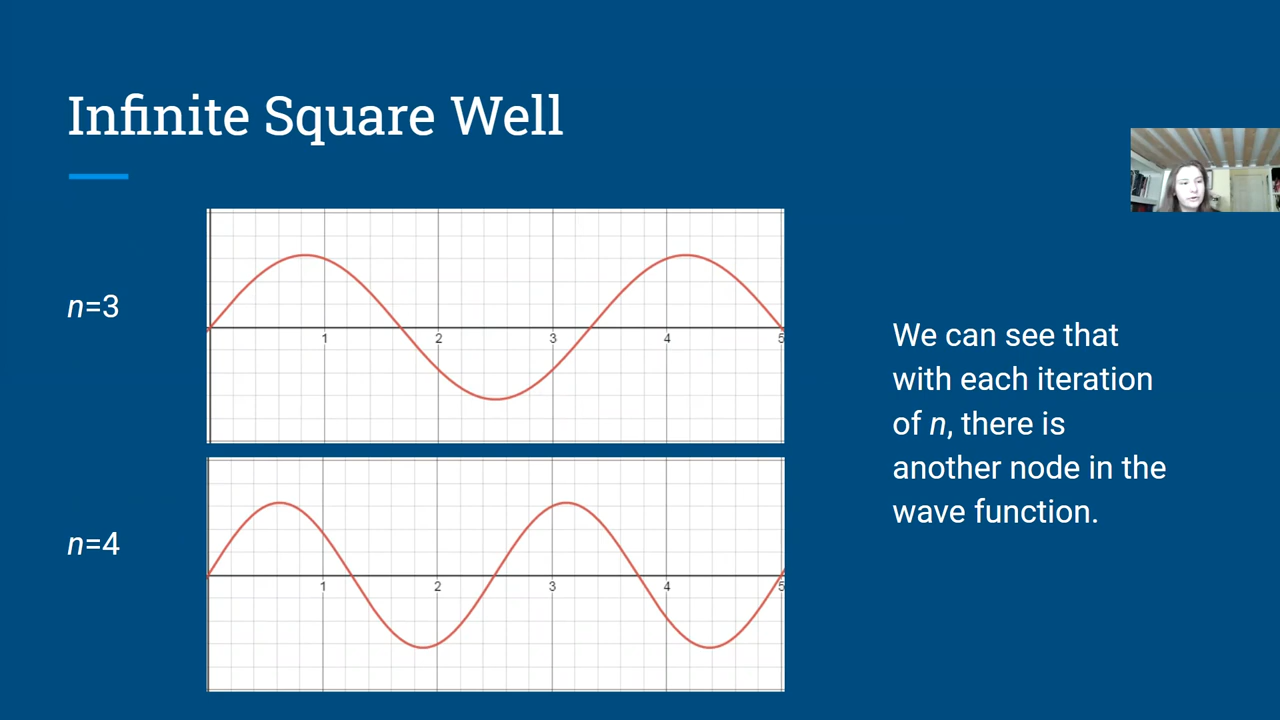 Infinite Square Well
n=3
1 2 3 4 5
n=4
1 2 3 4 5
We can see that
with each iteration
of n, there is
another node in the
wave function.